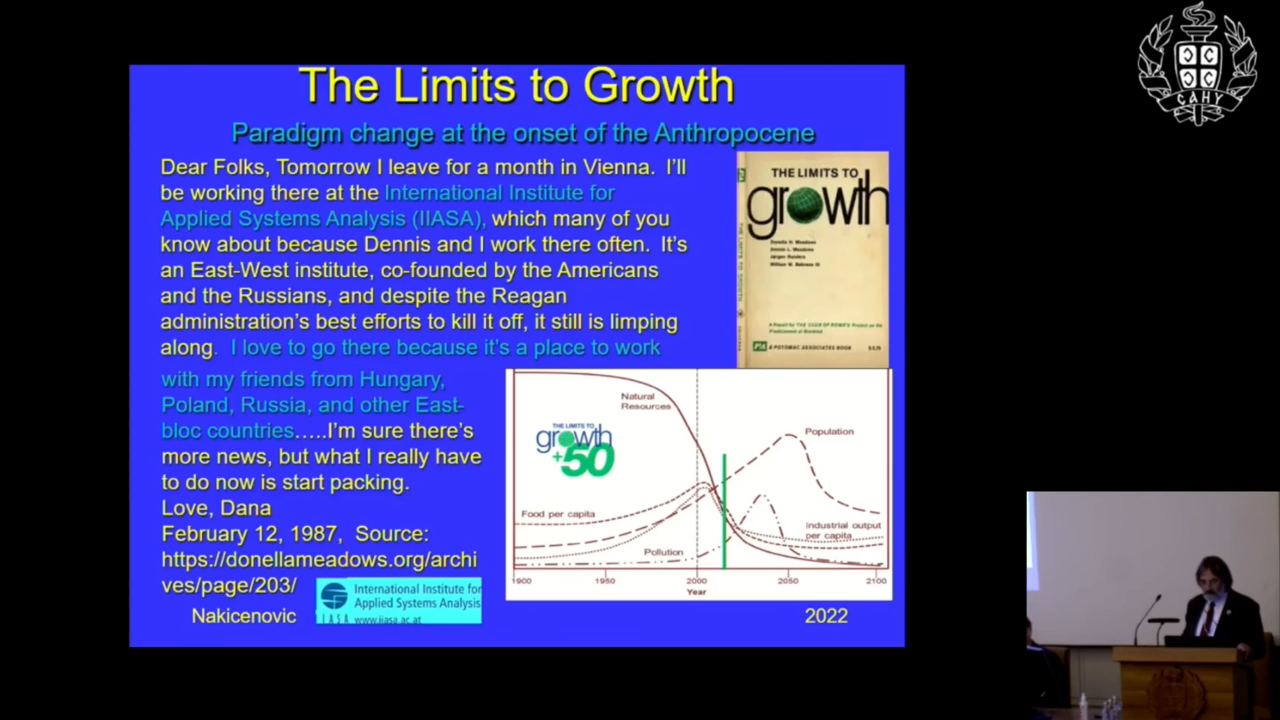 The Limits to Growth
Paradigm change at the onset of the Anthropocene
Dear Folks, Tomorrow I leave for a month in Vienna. I'll
be working there at the International Institute for
Applied Systems Analysis (IIASA), which many of you
know about because Dennis and I work there often. It's
an East-West institute, co-founded by the Americans
and the Russians, and despite the Reagan
administration's best efforts to kill it off, it still is limping
along. I love to go there because it's a place to work
with my friends from Hungary,
Poland, Russia, and other East-
bloc countries…..I'm sure there's
more news, but what I really have
to do now is start packing.
Love, Dana
February 12, 1987, Source:
https://donellameadows.org/archi
ves/page/203/
Nakicenovic
International Institute for
Applied Systems Analysis
IIASA www.iiasa.ac.at
2022
THE LIMITS TO
growth
Donella H. Meadows
Dennis L. Meadows
Jørgen Randers
William W. Behrens III
A Report for THE CLUB OF ROME'S Project on the
Predicament of Mankind
A POTOMAC ASSOCIATES BOOK
THE LIMITS TO
growth
+50
Natural
Resources
Population
Food per capita
Industrial output
per capita
Pollution
1900 1950 2000 2050 2100
Year
САНУ